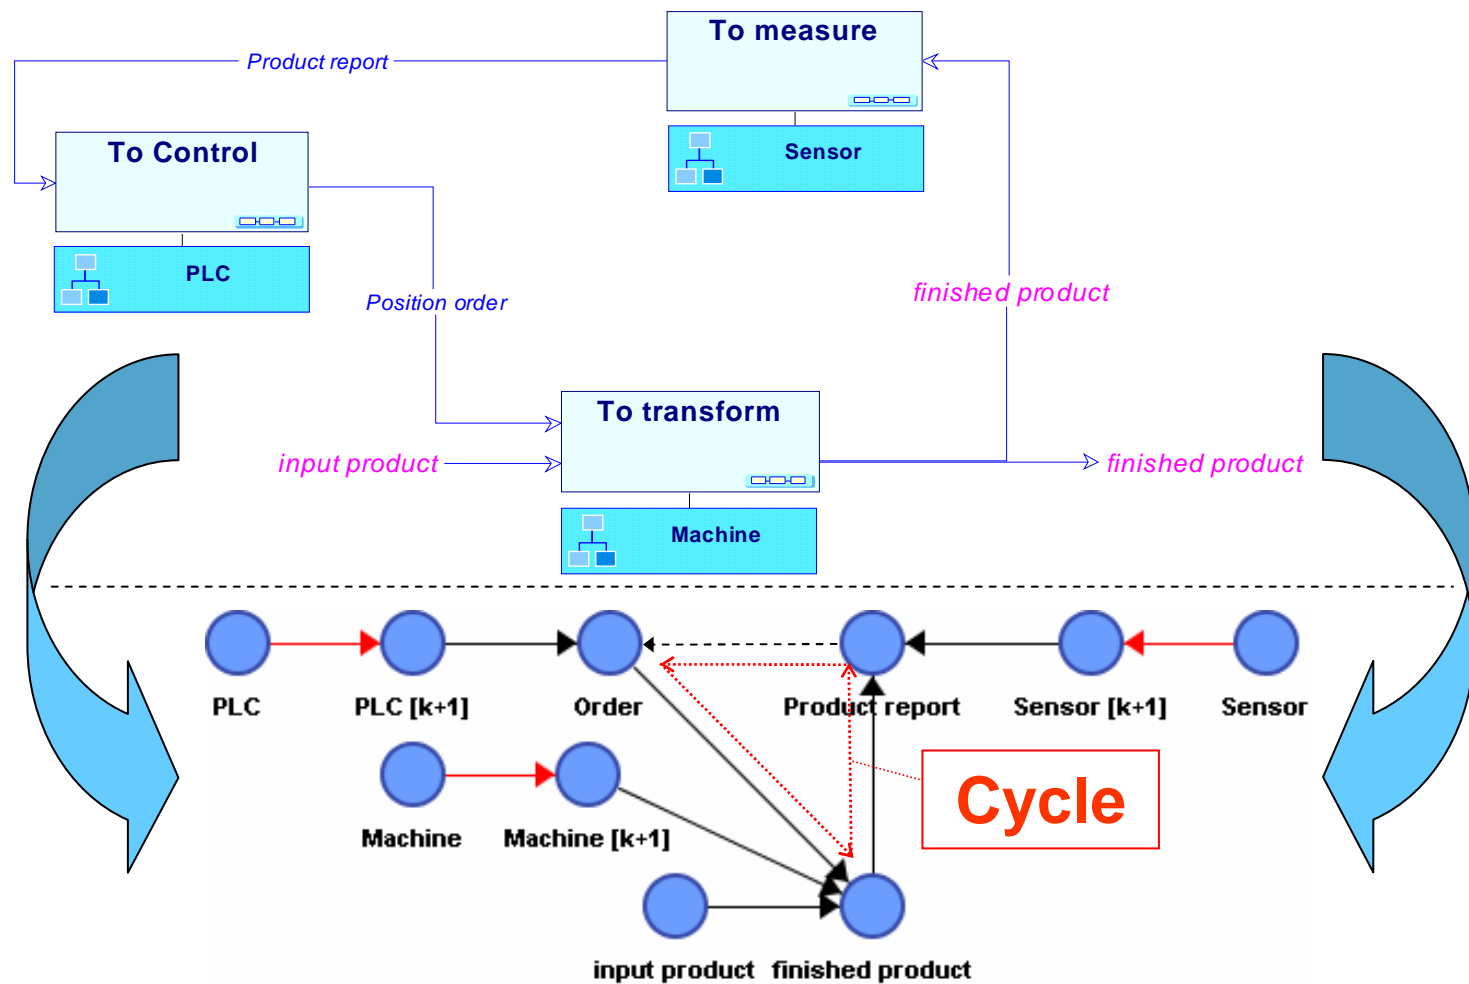 To measure
Product report
Sensor
To Control
PLC
Position order
finished product
To transform
input product
finished product
Machine
PLC
PLC [k+1]
Order
Product report
Sensor [k+1]
Sensor
Cycle
Machine
Machine [k+1]
input product
finished product